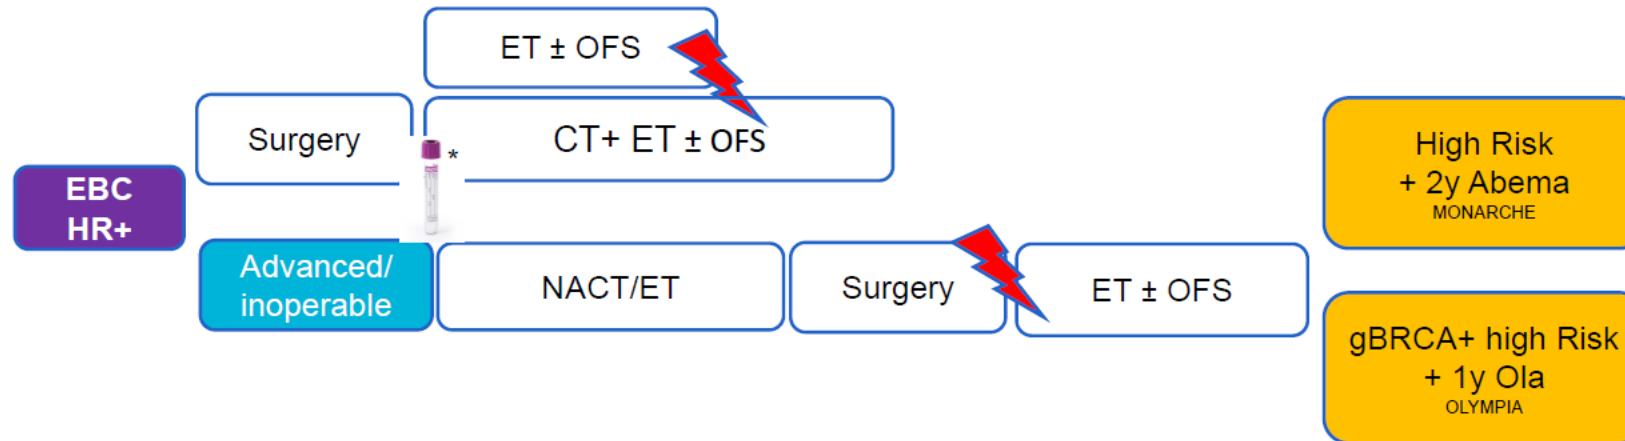 ET ± OFS
Surgery
CT+ ET ± OFS
*
EBC
HR+
Advanced/
inoperable
NACT/ET
Surgery
ET ± OFS
High Risk
+ 2y Abema
MONARCHE
gBRCA+ high Risk
+ 1y Ola
OLYMPIA